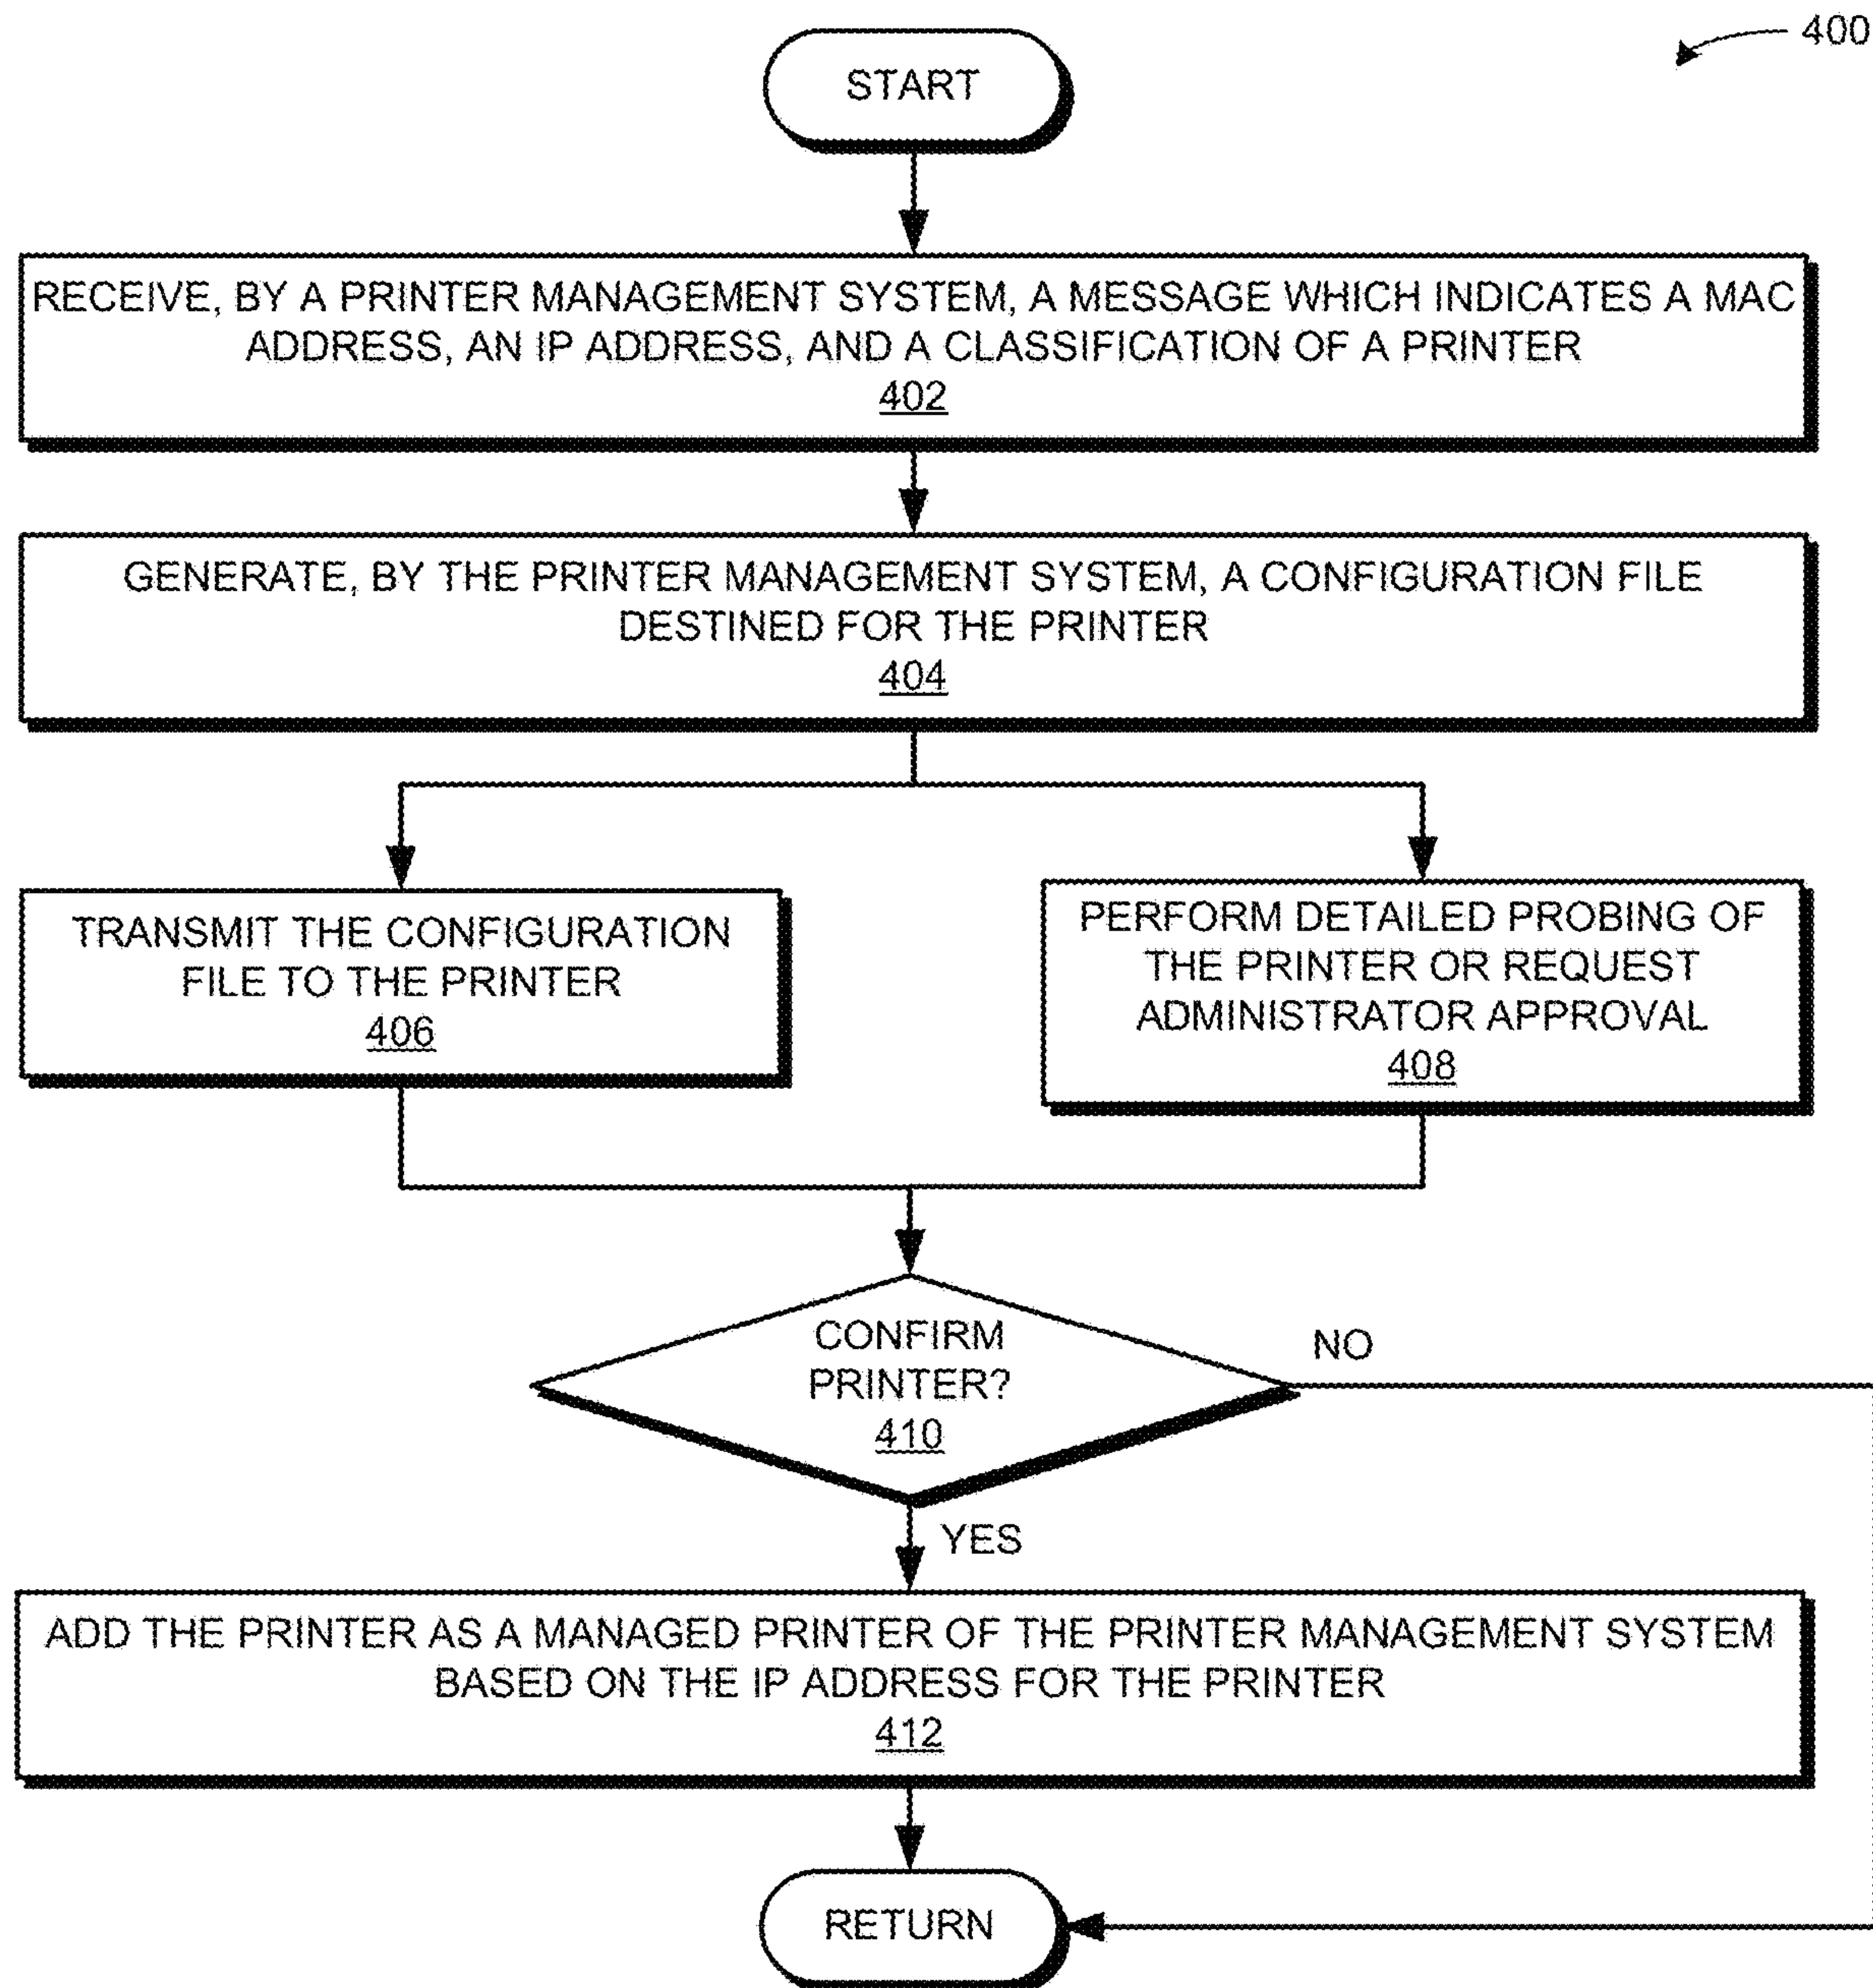 400
START
RECEIVE, BY A PRINTER MANAGEMENT SYSTEM, A MESSAGE WHICH INDICATES A MAC
ADDRESS, AN IP ADDRESS, AND A CLASSIFICATION OF A PRINTER
402
GENERATE, BY THE PRINTER MANAGEMENT SYSTEM, A CONFIGURATION FILE
DESTINED FOR THE PRINTER
404
TRANSMIT THE CONFIGURATION
FILE TO THE PRINTER
406
PERFORM DETAILED PROBING OF
THE PRINTER OR REQUEST
ADMINISTRATOR APPROVAL
408
CONFIRM
PRINTER?
410
NO
YES
ADD THE PRINTER AS A MANAGED PRINTER OF THE PRINTER MANAGEMENT SYSTEM
BASED ON THE IP ADDRESS FOR THE PRINTER
412
RETURN